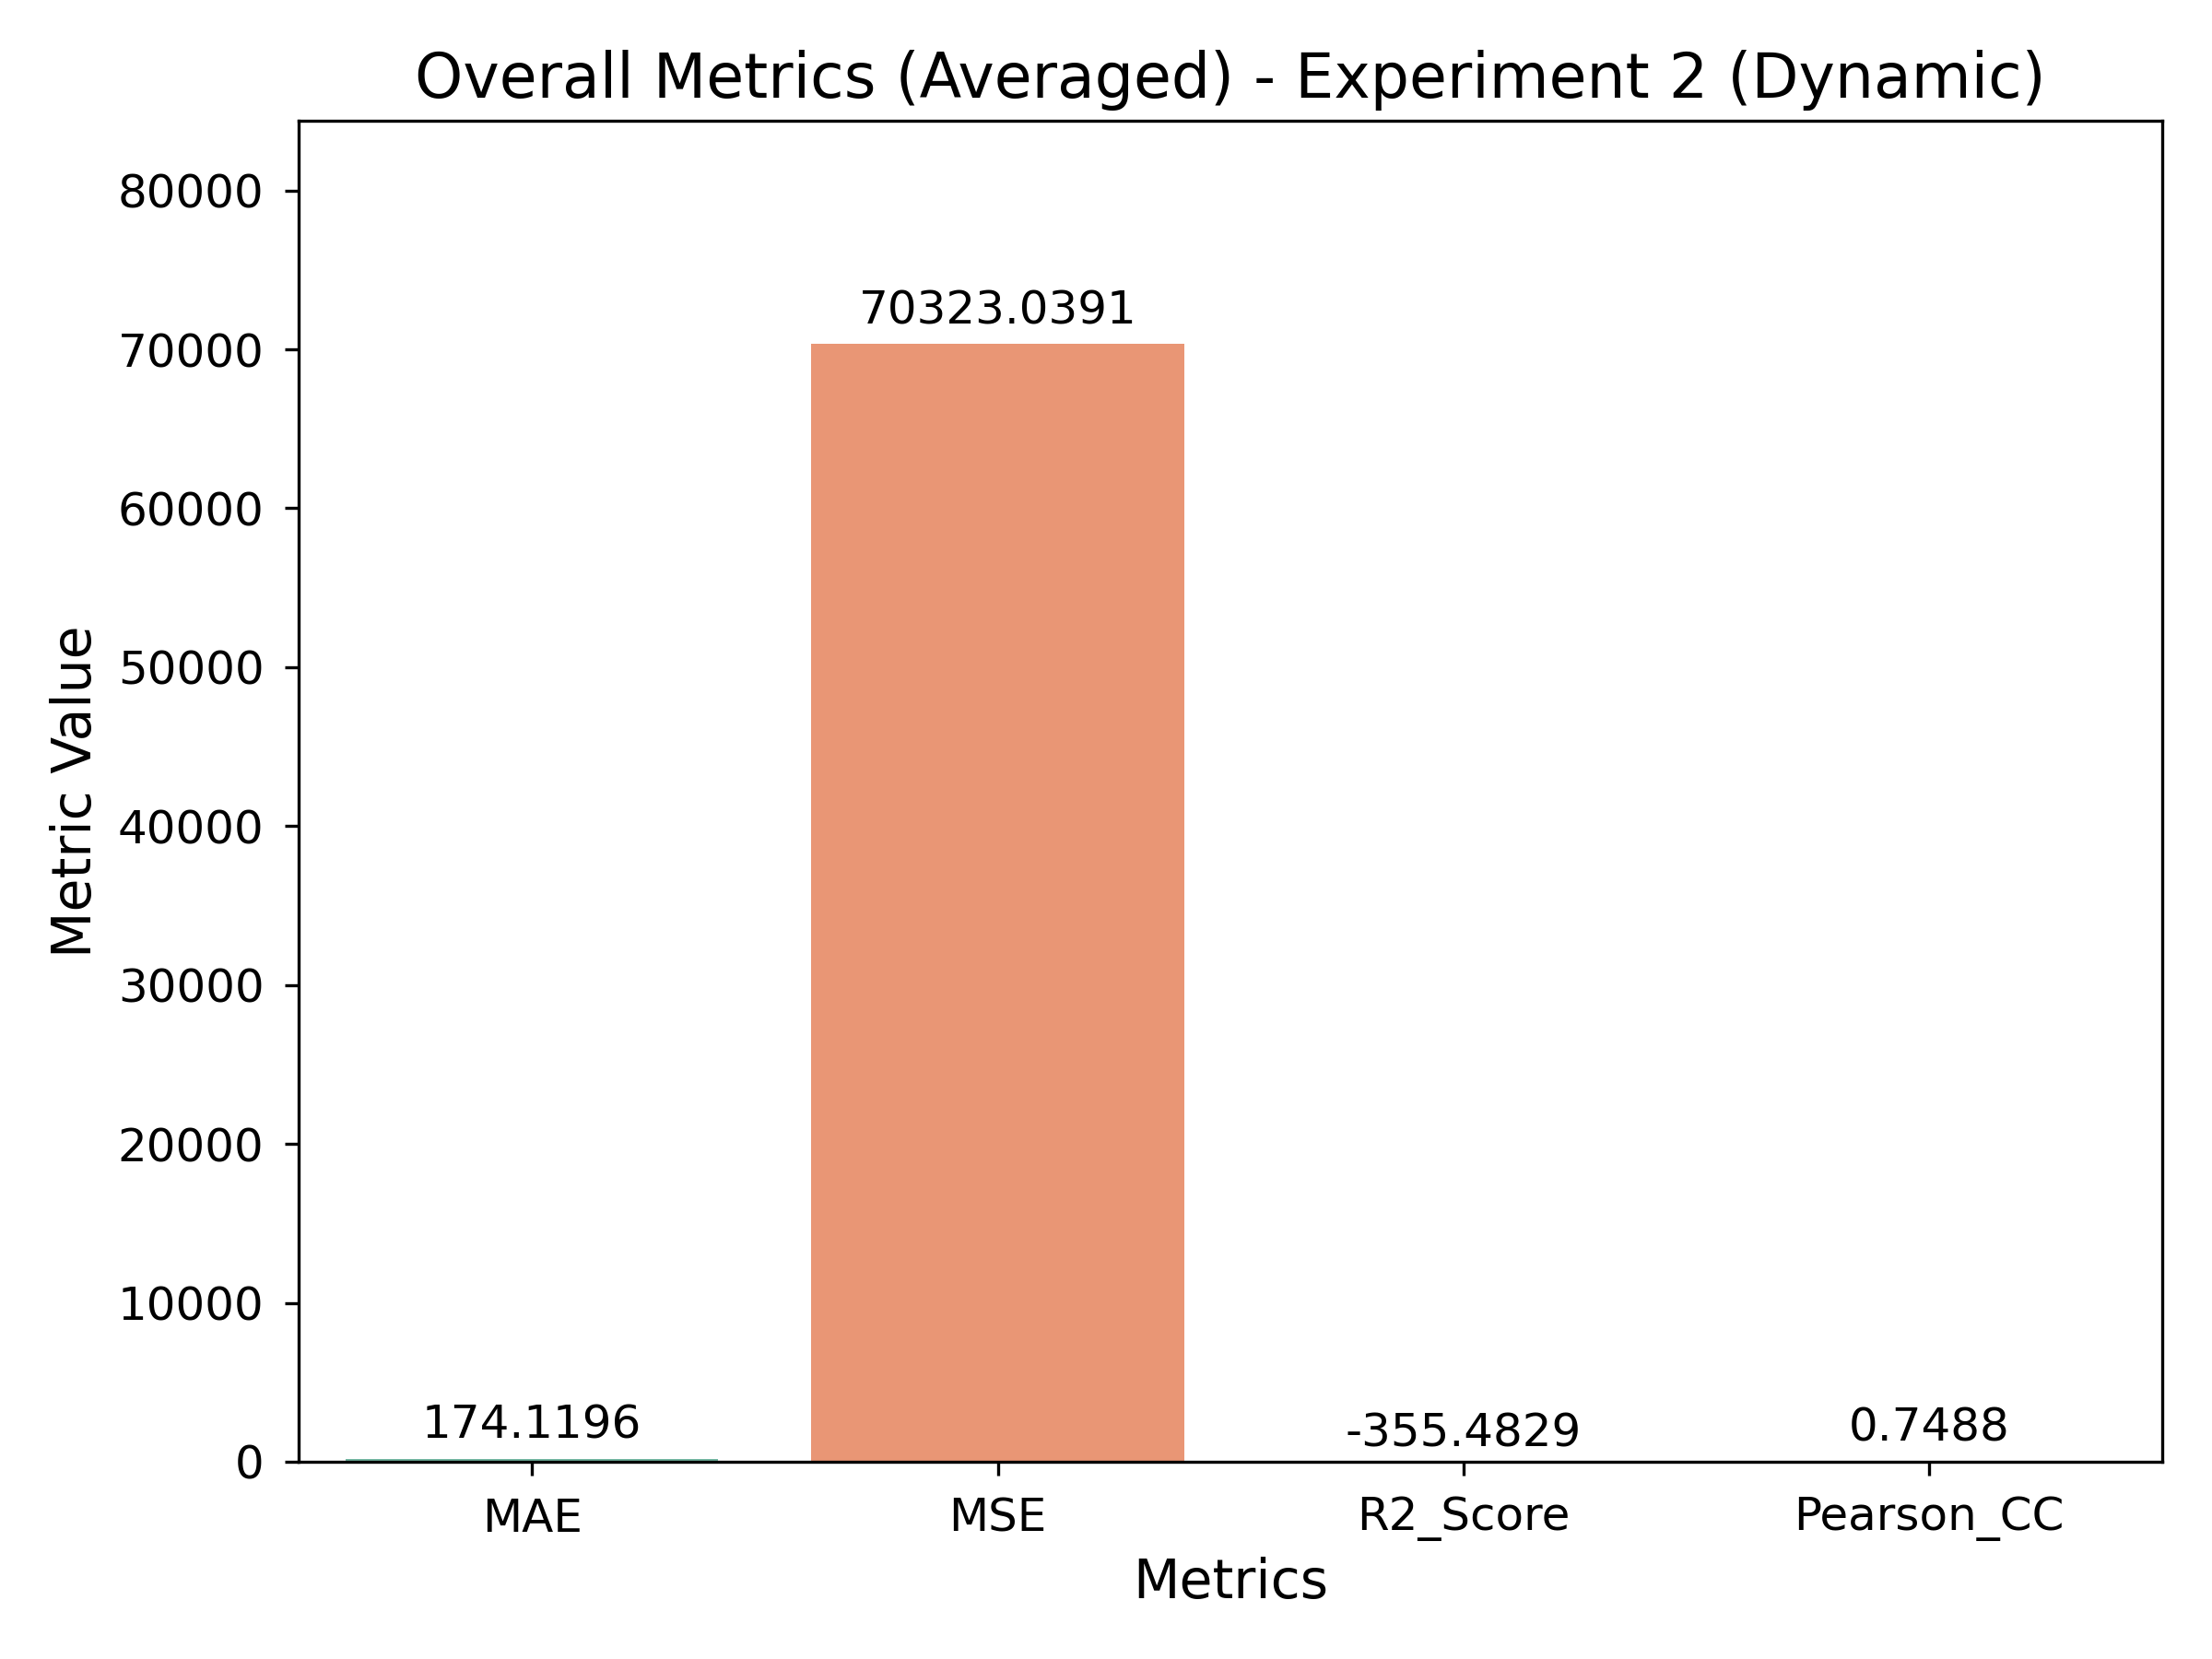 Overall Metrics (Averaged) - Experiment 2 (Dynamic)
Metric Value
80000
70000
60000
50000
40000
30000
20000
10000
0
174.1196
70323.0391
-355.4829
0.7488
MAE
MSE
R2_Score
Pearson_CC
Metrics